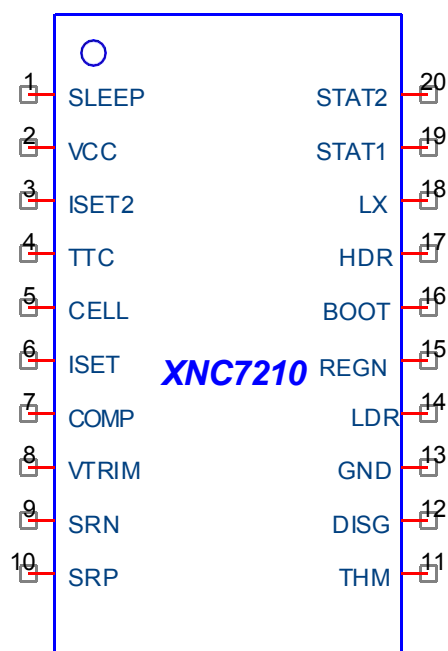 1 SLEEP STAT2 20
2 VCC STAT1 19
3 ISET2 LX 18
4 TTC HDR 17
5 CELL BOOT 16
6 ISET XNC7210 REGN 15
7 COMP LDR 14
8 VTRIM GND 13
9 SRN DISG 12
10 SRP THM 11